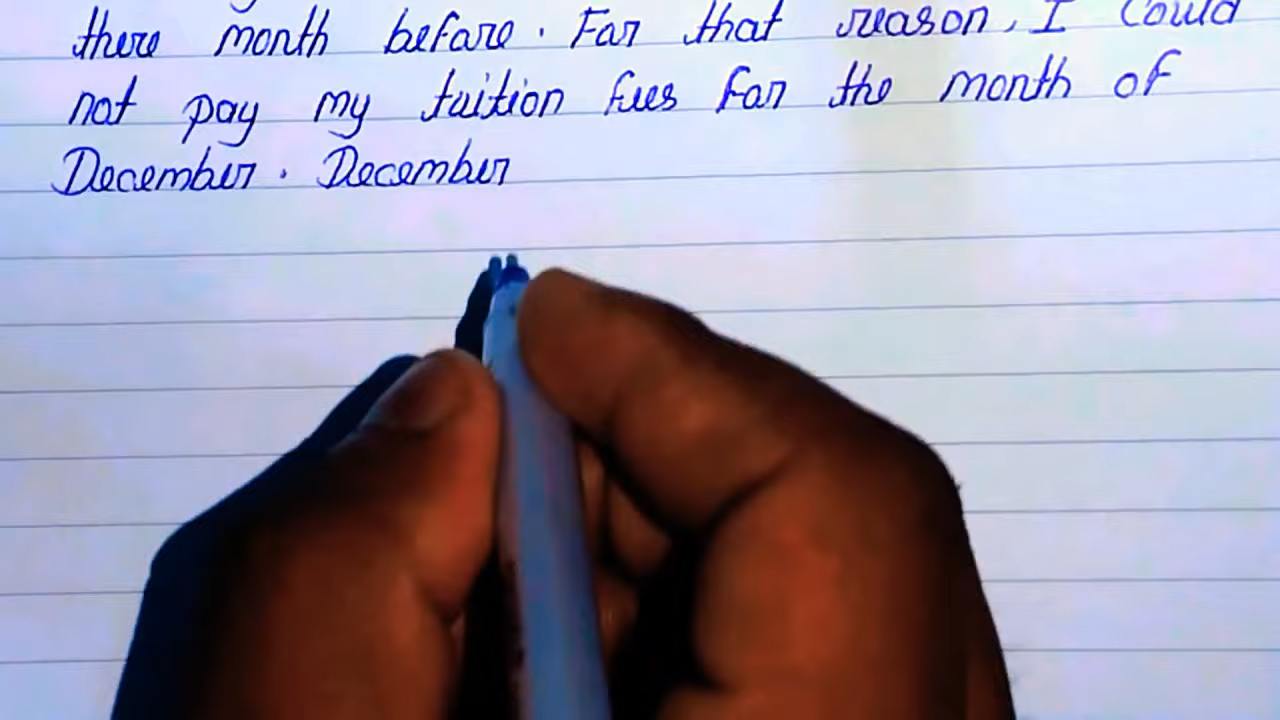 there month before. For that reason, I could
not pay my tuition fees for the month of
December. December